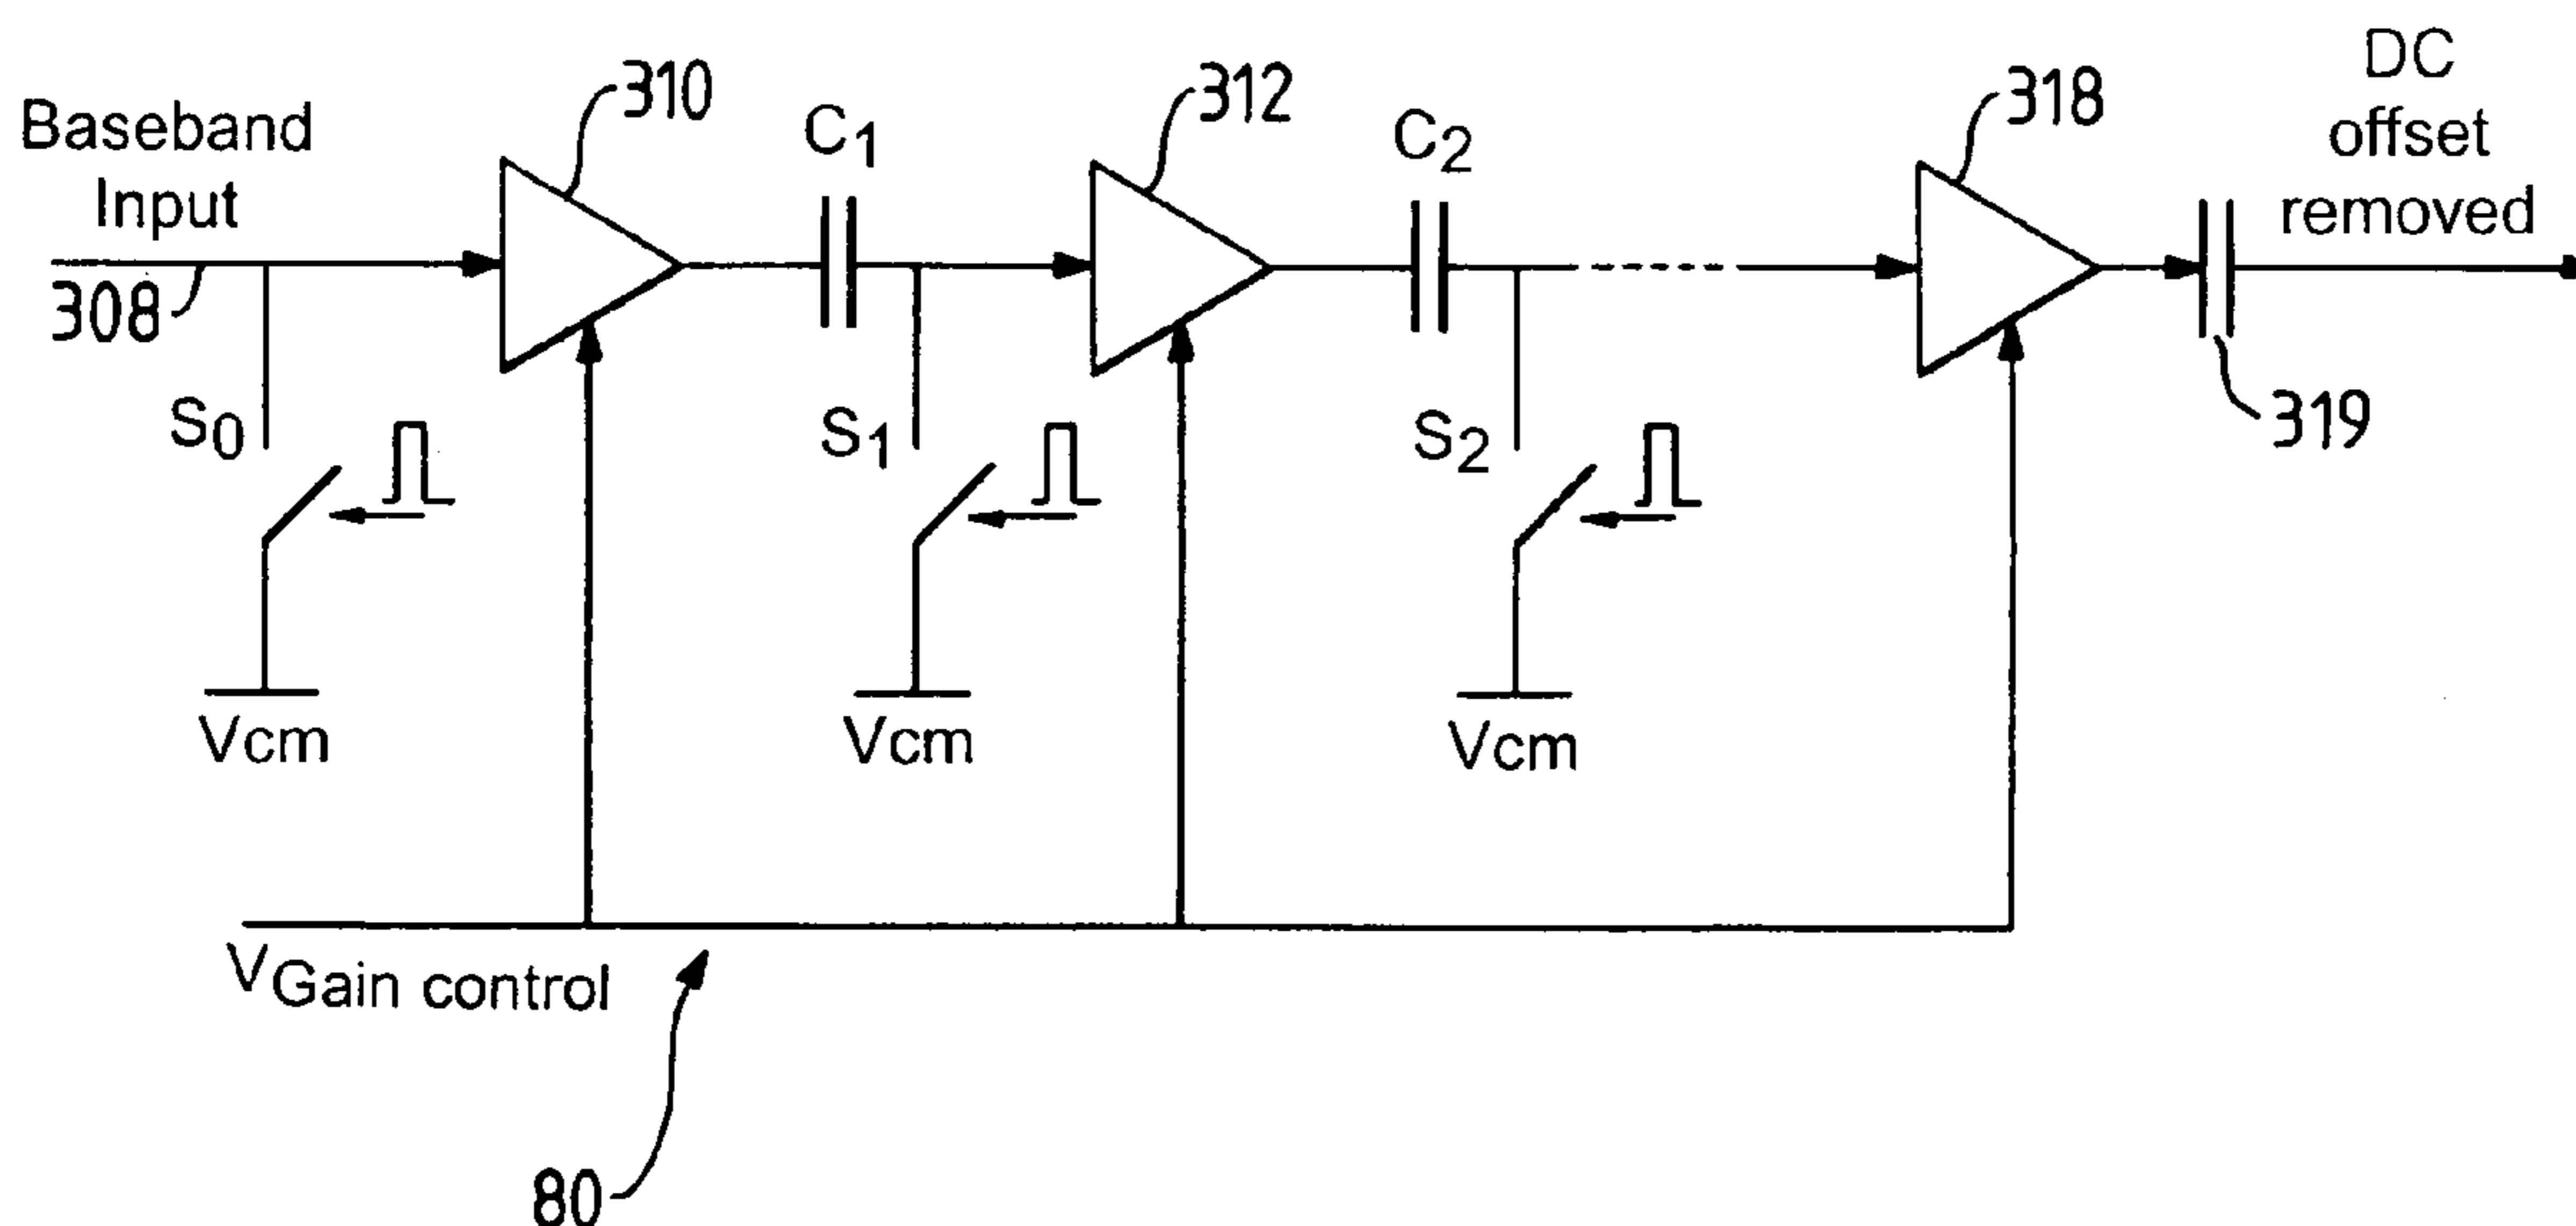 Baseband
Input
308
310
C1
312
C2
318
DC
offset
removed
319
S0
S1
S2
Vcm
Vcm
Vcm
VGain control
80